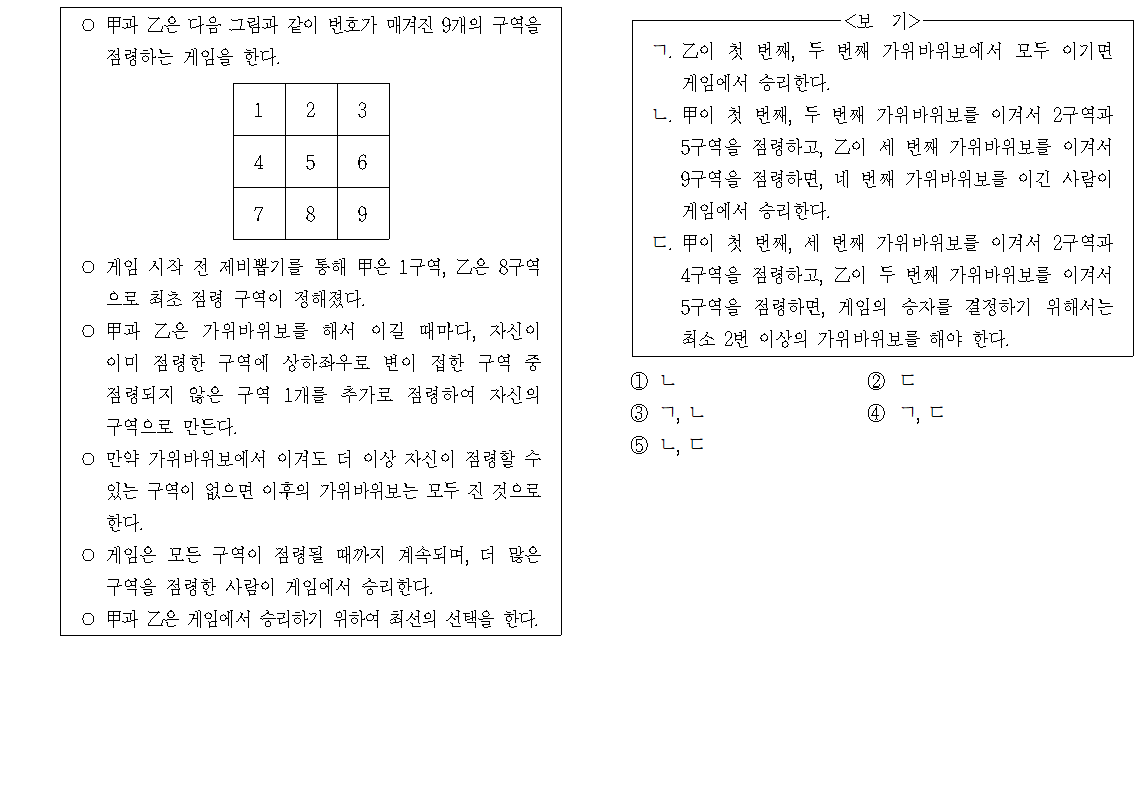 ○ 甲과 乙은 다음 그림과 같이 번호가 매겨진 9개의 구역을
점령하는 게임을 한다.
1 2 3
4 5 6
7 8 9
○ 게임 시작 전 제비뽑기를 통해 甲은 1구역, 乙은 8구역
으로 최초 점령 구역이 정해졌다.
○ 甲과 乙은 가위바위보를 해서 이길 때마다, 자신이
이미 점령한 구역에 상하좌우로 변이 접한 구역 중
점령되지 않은 구역 1개를 추가로 점령하여 자신의
구역으로 만든다.
○ 만약 가위바위보에서 이겨도 더 이상 자신이 점령할 수
있는 구역이 없으면 이후의 가위바위보는 모두 진 것으로
한다.
○ 게임은 모든 구역이 점령될 때까지 계속되며, 더 많은
구역을 점령한 사람이 게임에서 승리한다.
○ 甲과 乙은 게임에서 승리하기 위하여 최선의 선택을 한다.
<보 기>
ㄱ. 乙이 첫 번째, 두 번째 가위바위보에서 모두 이기면
게임에서 승리한다.
ㄴ. 甲이 첫 번째, 두 번째 가위바위보를 이겨서 2구역과
5구역을 점령하고, 乙이 세 번째 가위바위보를 이겨서
9구역을 점령하면, 네 번째 가위바위보를 이긴 사람이
게임에서 승리한다.
ㄷ. 甲이 첫 번째, 세 번째 가위바위보를 이겨서 2구역과
4구역을 점령하고, 乙이 두 번째 가위바위보를 이겨서
5구역을 점령하면, 게임의 승자를 결정하기 위해서는
최소 2번 이상의 가위바위보를 해야 한다.
① ㄴ ② ㄷ
③ ㄱ, ㄴ ④ ㄱ, ㄷ
⑤ ㄴ, ㄷ